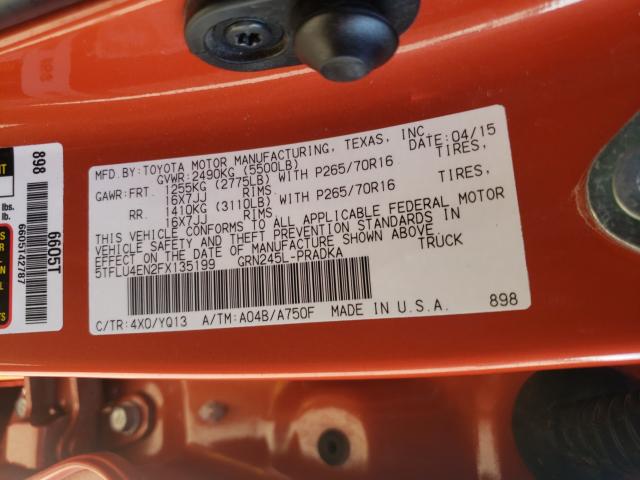 MFD.BY: TOYOTA MOTOR MANUFACTURING, TEXAS, INC.
GVWR: 2490KG (5500LB) DATE: 04/15
GAWR: FRT. 1255KG (2775LB) WITH P265/70R16 TIRES,
16X7JJ RIMS
RR. 1410KG (3110LB) WITH P265/70R16 TIRES,
16X7JJ RIMS.
THIS VEHICLE CONFORMS TO ALL APPLICABLE FEDERAL MOTOR
VEHICLE SAFETY AND THEFT PREVENTION STANDARDS IN
EFFECT ON THE DATE OF MANUFACTURE SHOWN ABOVE.
5TFLU4EN2FX135199 GRN245L-PRADKA TRUCK
C/TR: 4X0/YQ13 A/TM: A04B/A750F MADE IN U.S.A. 898
898
lbs.
lb.
6605T
6605142787